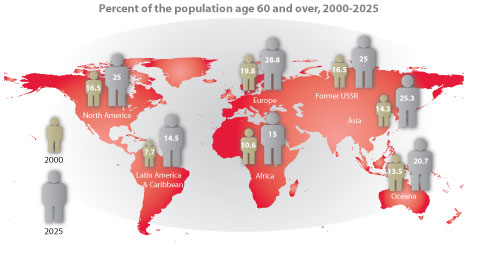 Percent of the population age 60 and over, 2000-2025
16.5
25
North America
19.8
28.8
Europe
16.5
25
Former USSR
14.3
25.3
Asia
2000
7.7
14.5
Latin America
& Caribbean
10.6
15
Africa
13.5
20.7
Oceana
2025